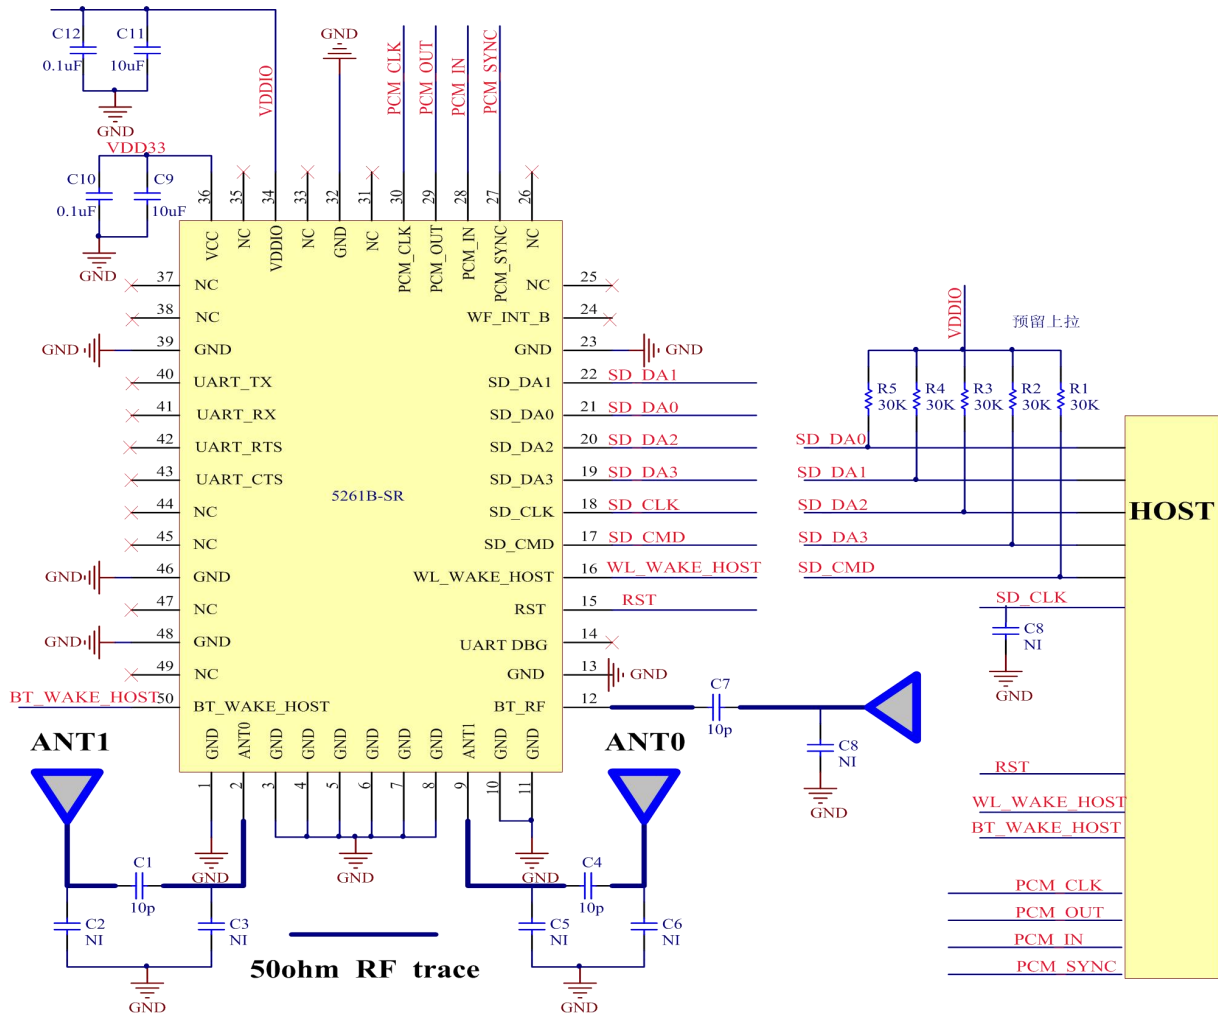 C12
0.1uF
C11
10uF
GND
VDDIO
GND
PCM_CLK
PCM_OUT
PCM_IN
PCM_SYNC
VDD33
C10
0.1uF
C9
10uF
GND
36
35
34
33
32
31
30
29
28
27
26
VCC
NC
VDDIO
NC
GND
NC
PCM_CLK
PCM_OUT
PCM_IN
PCM_SYNC
NC
37
NC
38
NC
GND
39
GND
40
UART_TX
41
UART_RX
42
UART_RTS
43
UART_CTS
44
NC
45
NC
GND
46
GND
47
NC
GND
48
GND
49
NC
BT_WAKE_HOST
50
BT_WAKE_HOST
5261B-SR
NC
25
WF_INT_B
24
GND
23
GND
SD_DA1
22
SD_DA1
SD_DA0
21
SD_DA0
SD_DA2
20
SD_DA2
SD_DA3
19
SD_DA3
SD_CLK
18
SD_CLK
SD_CMD
17
SD_CMD
WL_WAKE_HOST
16
WL_WAKE_HOST
RST
15
RST
UART DBG
14
GND
13
GND
BT_RF
12
C7
10p
C8
NI
GND
GND
ANT0
GND
GND
GND
GND
GND
GND
ANT1
GND
GND
1
2
3
4
5
6
7
8
9
10
11
ANT1
C1
10p
C2
NI
C3
NI
GND
GND
GND
50ohm RF trace
ANT0
C4
10p
C5
NI
C6
NI
GND
GND
VDDIO
预留上拉
R5
30K
R4
30K
R3
30K
R2
30K
R1
30K
SD_DA0
SD_DA1
SD_DA2
SD_DA3
SD_CMD
SD_CLK
C8
NI
GND
HOST
RST
WL_WAKE_HOST
BT_WAKE_HOST
PCM_CLK
PCM_OUT
PCM_IN
PCM_SYNC